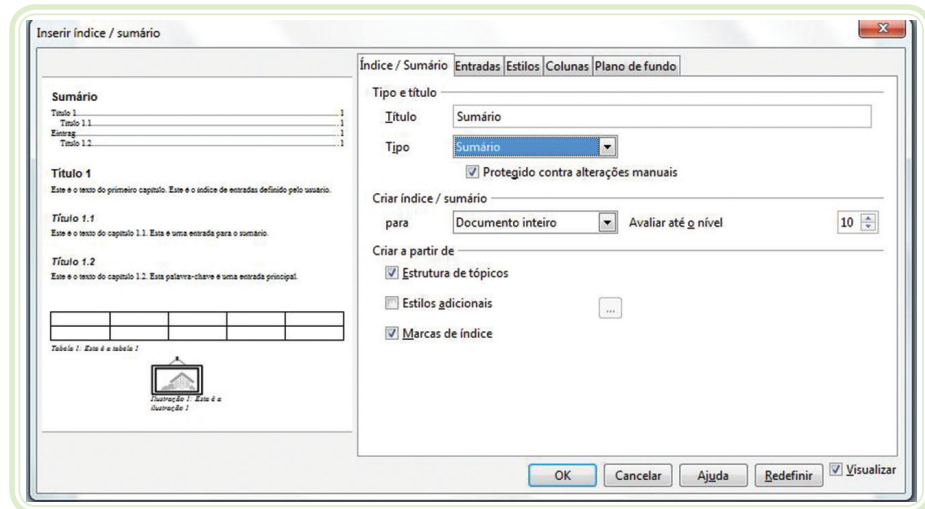 Inserir índice / sumário
Sumário
Título 1 1
Título 1.1 1
Eintrag 1
Título 1.2 1
Título 1
Este é o texto do primeiro capítulo. Este é o índice de entradas definido pelo usuário.
Título 1.1
Este é o texto do capítulo 1.1. Esta é uma entrada para o sumário.
Título 1.2
Este é o texto do capítulo 1.2. Esta palavra-chave é uma entrada principal.
Tabela 1: Esta é a tabela 1
Ilustração 1: Esta é a
ilustração 1
Índice / Sumário Entradas Estilos Colunas Plano de fundo
Tipo e título
Título Sumário
Tipo Sumário
Protegido contra alterações manuais
Criar índice / sumário
para Documento inteiro Avaliar até o nível 10
Criar a partir de
Estrutura de tópicos
Estilos adicionais ...
Marcas de índice
OK Cancelar Ajuda Redefinir Visualizar